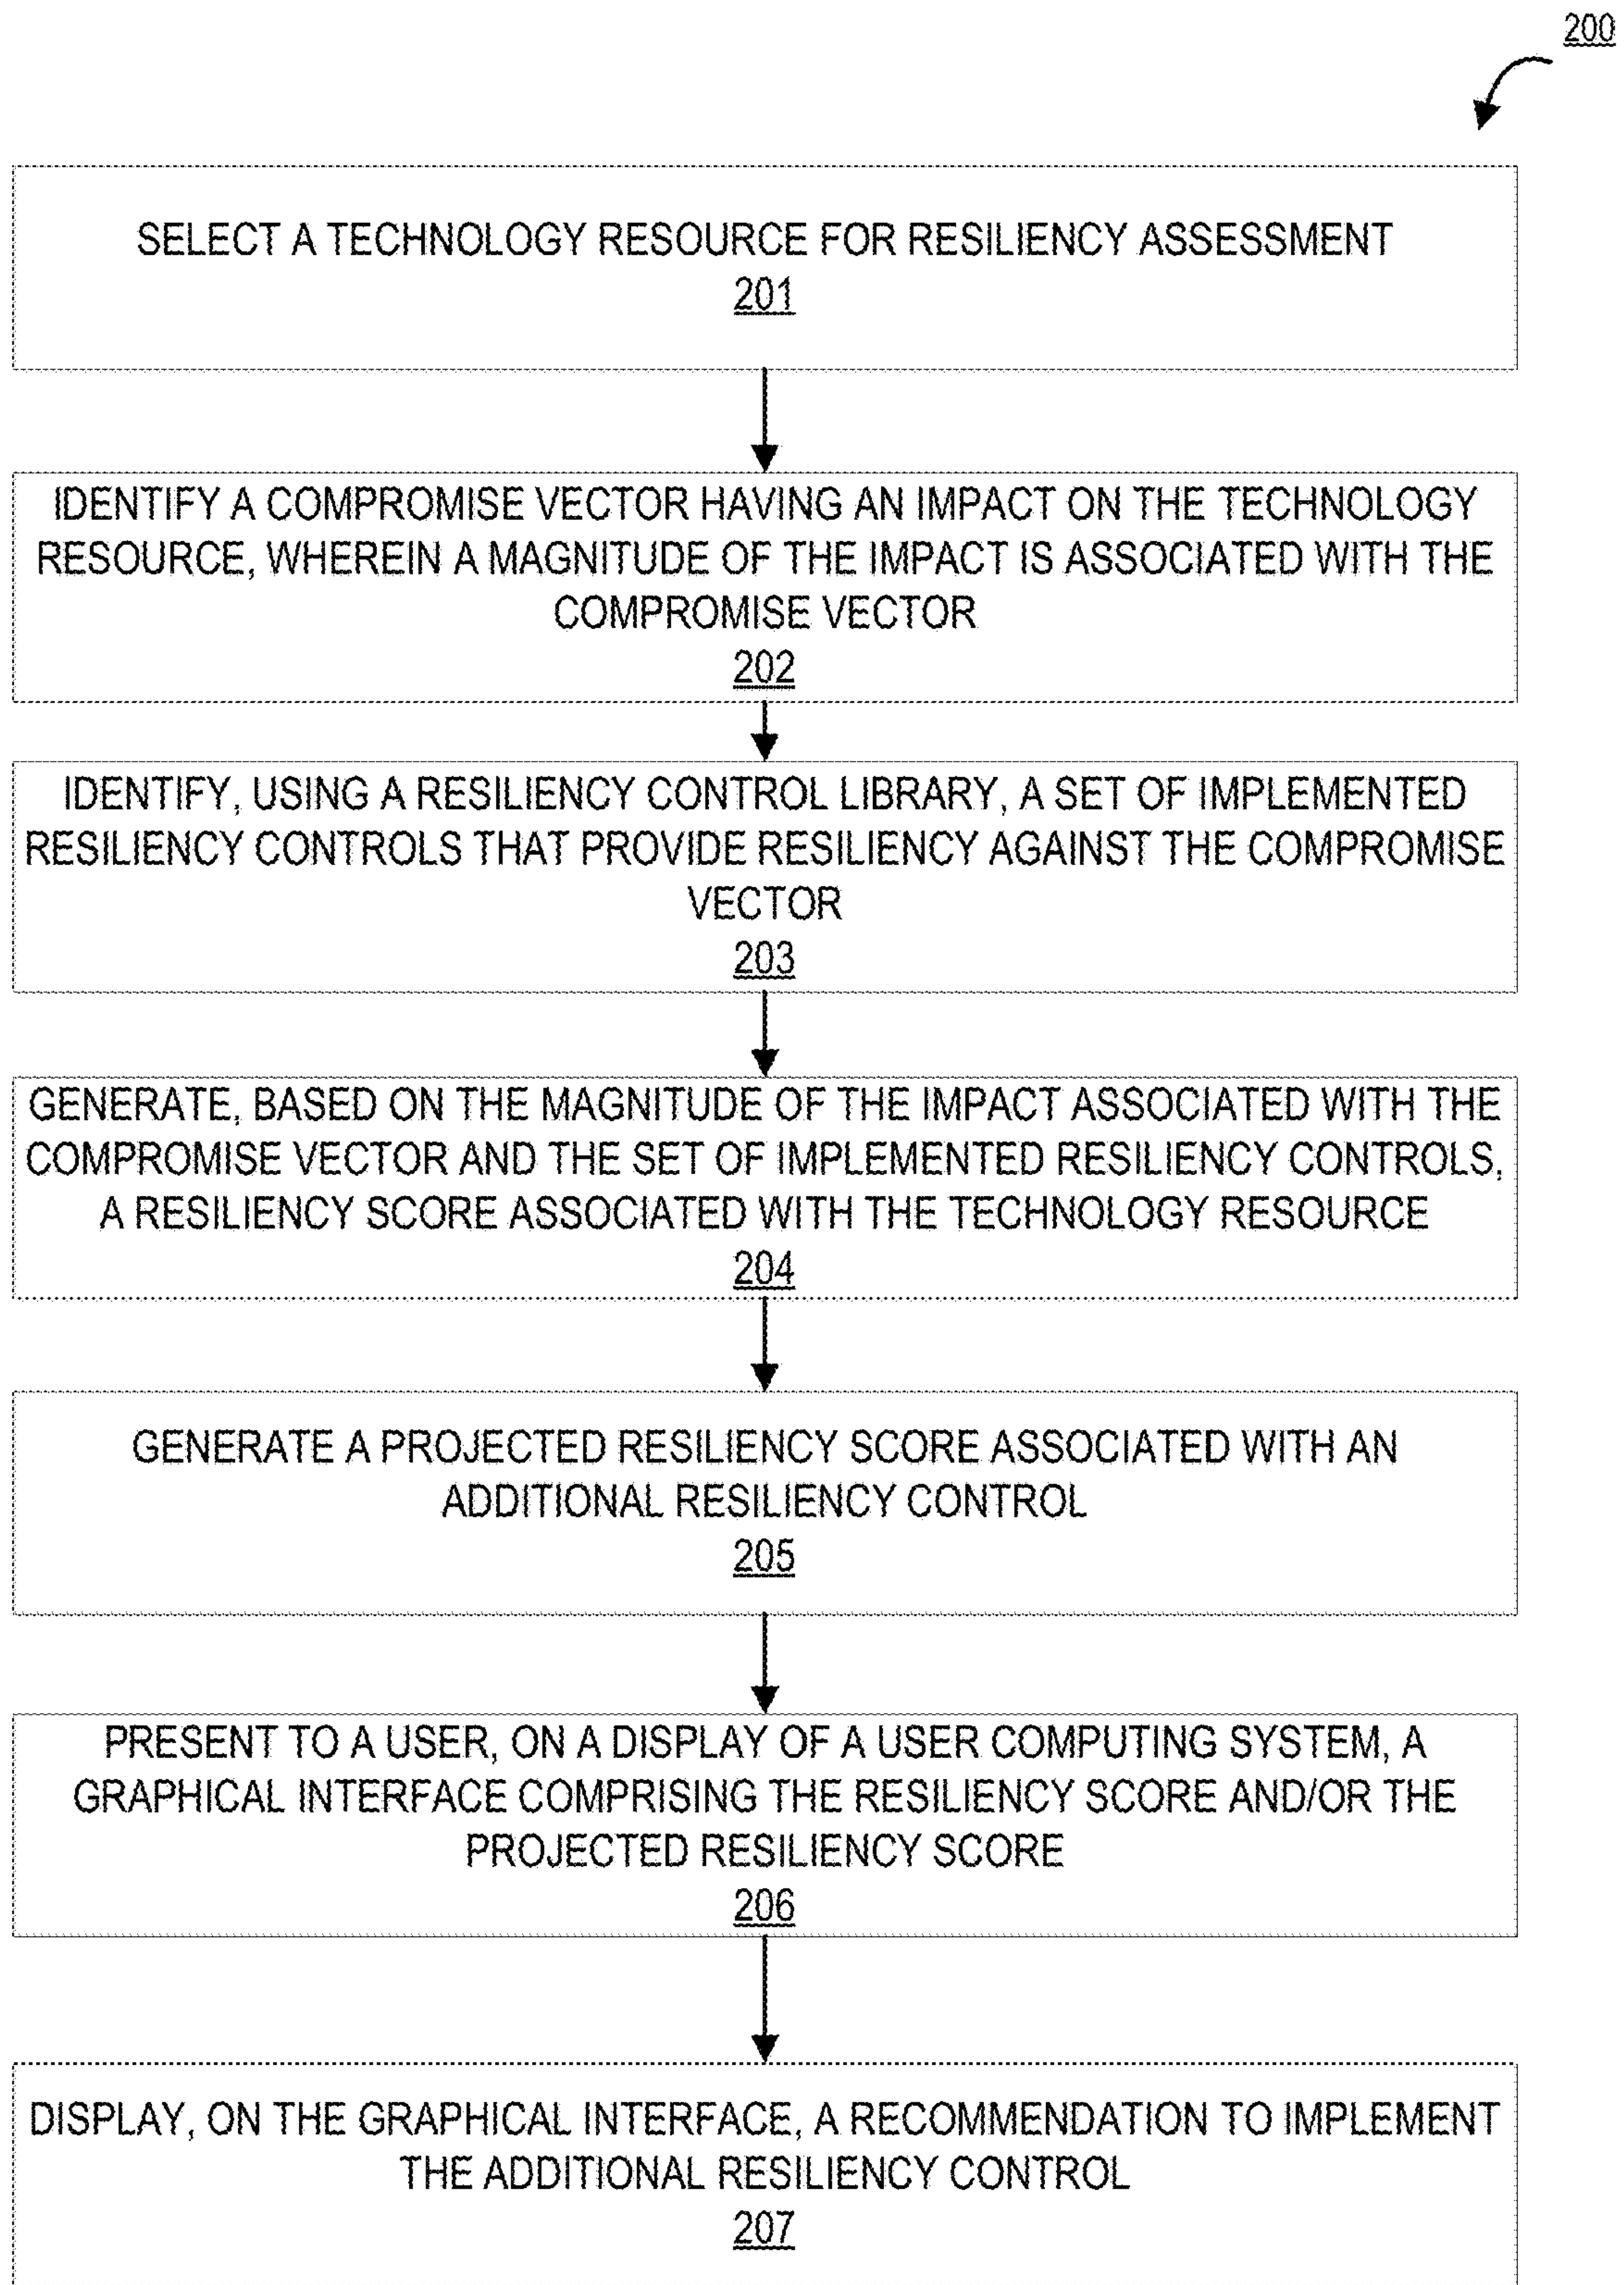 200
SELECT A TECHNOLOGY RESOURCE FOR RESILIENCY ASSESSMENT
201
IDENTIFY A COMPROMISE VECTOR HAVING AN IMPACT ON THE TECHNOLOGY
RESOURCE, WHEREIN A MAGNITUDE OF THE IMPACT IS ASSOCIATED WITH THE
COMPROMISE VECTOR
202
IDENTIFY, USING A RESILIENCY CONTROL LIBRARY, A SET OF IMPLEMENTED
RESILIENCY CONTROLS THAT PROVIDE RESILIENCY AGAINST THE COMPROMISE
VECTOR
203
GENERATE, BASED ON THE MAGNITUDE OF THE IMPACT ASSOCIATED WITH THE
COMPROMISE VECTOR AND THE SET OF IMPLEMENTED RESILIENCY CONTROLS,
A RESILIENCY SCORE ASSOCIATED WITH THE TECHNOLOGY RESOURCE
204
GENERATE A PROJECTED RESILIENCY SCORE ASSOCIATED WITH AN
ADDITIONAL RESILIENCY CONTROL
205
PRESENT TO A USER, ON A DISPLAY OF A USER COMPUTING SYSTEM, A
GRAPHICAL INTERFACE COMPRISING THE RESILIENCY SCORE AND/OR THE
PROJECTED RESILIENCY SCORE
206
DISPLAY, ON THE GRAPHICAL INTERFACE, A RECOMMENDATION TO IMPLEMENT
THE ADDITIONAL RESILIENCY CONTROL
207